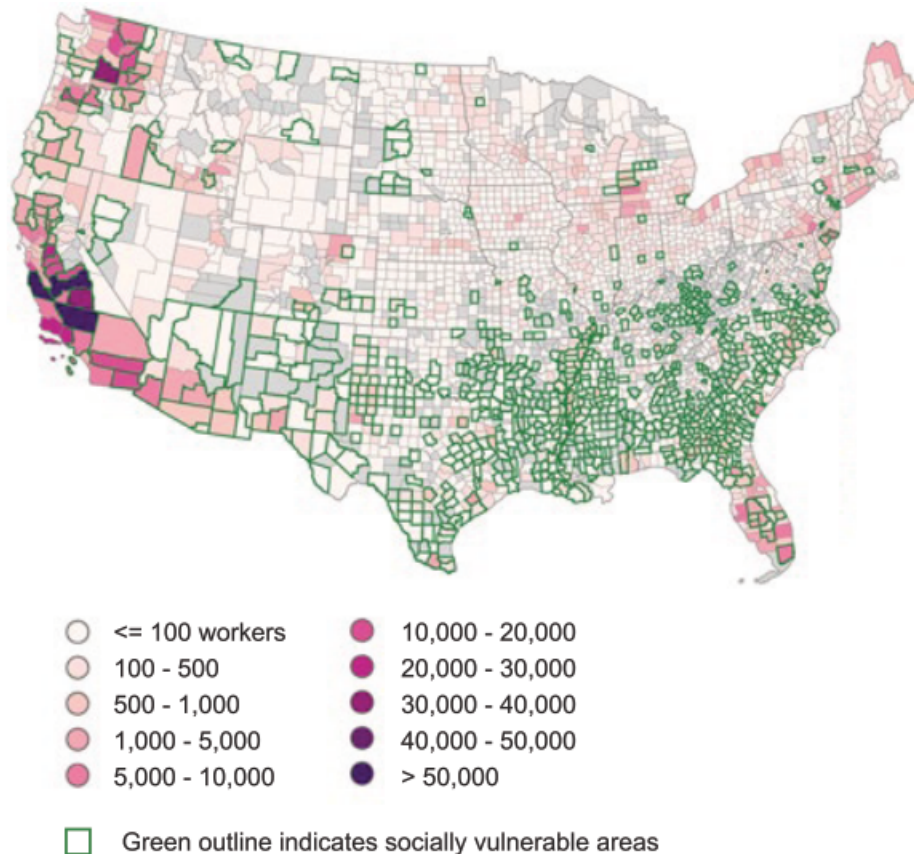 <= 100 workers
100 - 500
500 - 1,000
1,000 - 5,000
5,000 - 10,000
10,000 - 20,000
20,000 - 30,000
30,000 - 40,000
40,000 - 50,000
> 50,000
Green outline indicates socially vulnerable areas